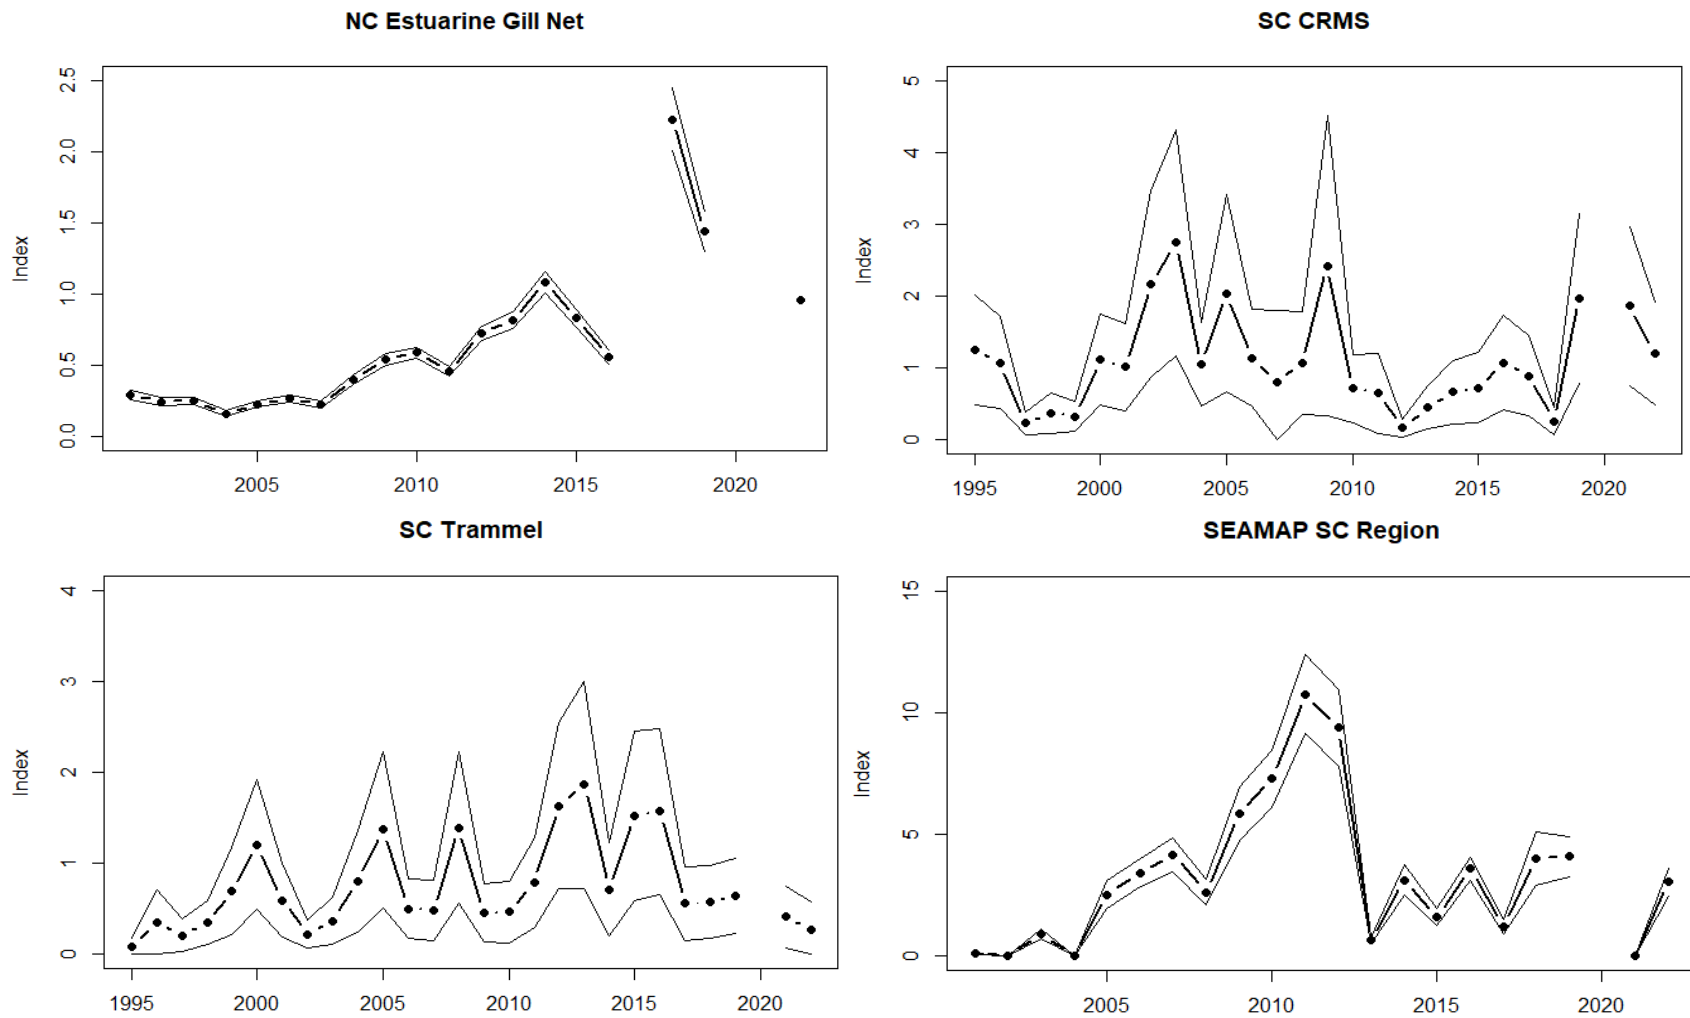 NC Estuarine Gill Net
Index
0.0 0.5 1.0 1.5 2.0 2.5
2005 2010 2015 2020
SC CRMS
Index
0 1 2 3 4 5
1995 2000 2005 2010 2015 2020
SC Trammel
Index
0 1 2 3 4
1995 2000 2005 2010 2015 2020
SEAMAP SC Region
Index
0 5 10 15
2005 2010 2015 2020